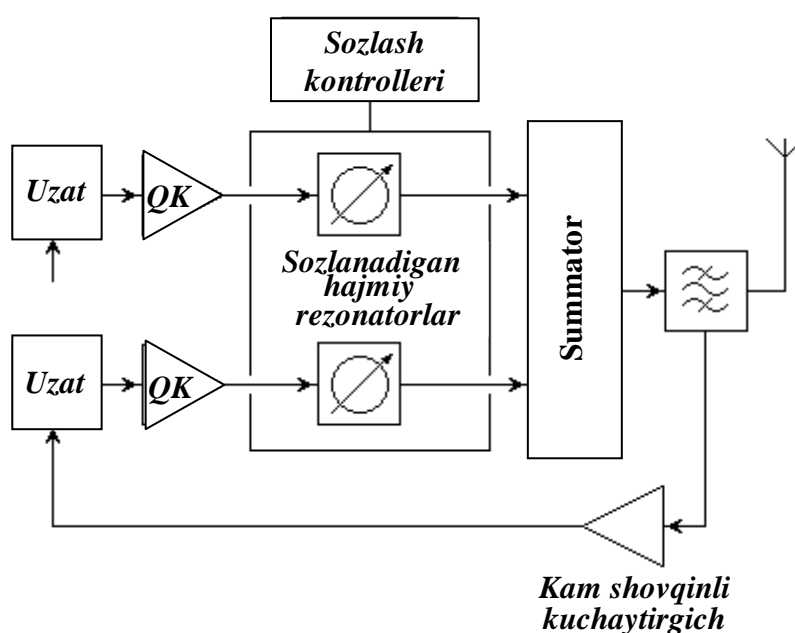 Sozlash
kontrolleri
Uzat
QK
Sozlanadigan
hajmiy
rezonatorlar
Summator
Uzat
QK
Kam shovqinli
kuchaytirgich